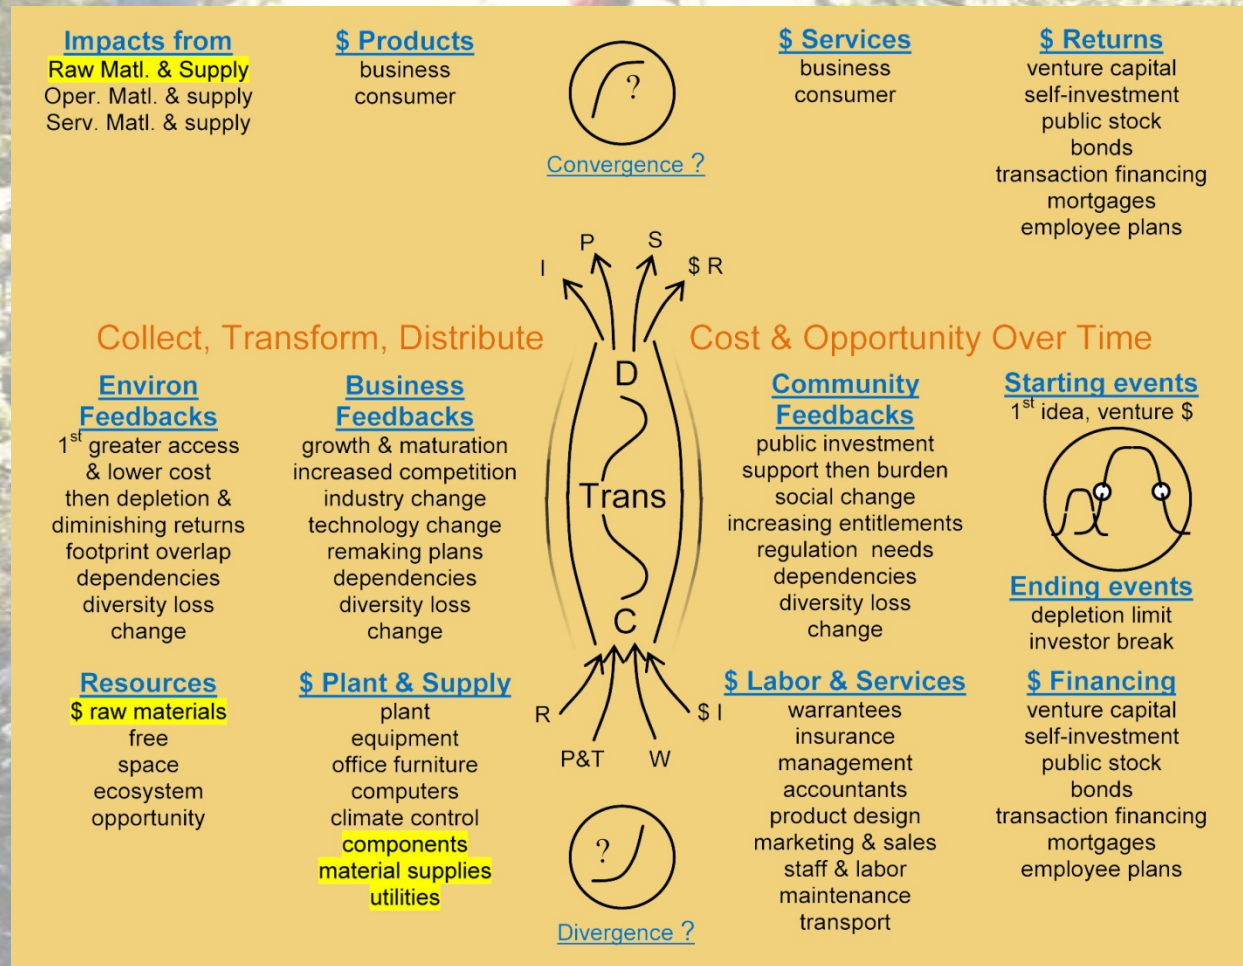 Impacts from
Raw Matl. & Supply
Oper. Matl. & supply
Serv. Matl. & supply
$ Products
business
consumer
?
Convergence ?
$ Services
business
consumer
$ Returns
venture capital
self-investment
public stock
bonds
transaction financing
mortgages
employee plans
I
P
S
$ R
Collect, Transform, Distribute
Cost & Opportunity Over Time
Environ
Feedbacks
1st greater access
& lower cost
then depletion &
diminishing returns
footprint overlap
dependencies
diversity loss
change
Business
Feedbacks
growth & maturation
increased competition
industry change
technology change
remaking plans
dependencies
diversity loss
change
D
Trans
C
Community
Feedbacks
public investment
support then burden
social change
increasing entitlements
regulation needs
dependencies
diversity loss
change
Starting events
1st idea, venture $
Ending events
depletion limit
investor break
Resources
$ raw materials
free
space
ecosystem
opportunity
$ Plant & Supply
plant
equipment
office furniture
computers
climate control
components
material supplies
utilities
R
P&T
W
$ I
?
Divergence ?
$ Labor & Services
warrantees
insurance
management
accountants
product design
marketing & sales
staff & labor
maintenance
transport
$ Financing
venture capital
self-investment
public stock
bonds
transaction financing
mortgages
employee plans